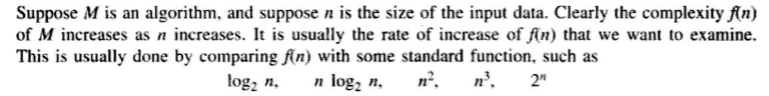 Suppose M is an algorithm, and suppose n is the size of the input data. Clearly the complexity f(n)
of M increases as n increases. It is usually the rate of increase of f(n) that we want to examine.
This is usually done by comparing f(n) with some standard function, such as
log₂ n, n log₂ n, n², n³, 2ⁿ